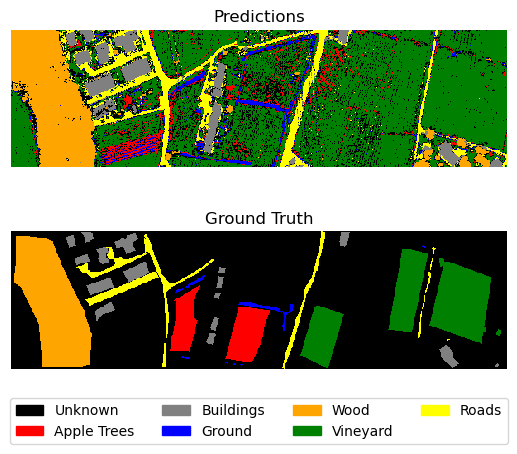 Predictions
Ground Truth
Unknown Buildings Wood Roads
Apple Trees Ground Vineyard